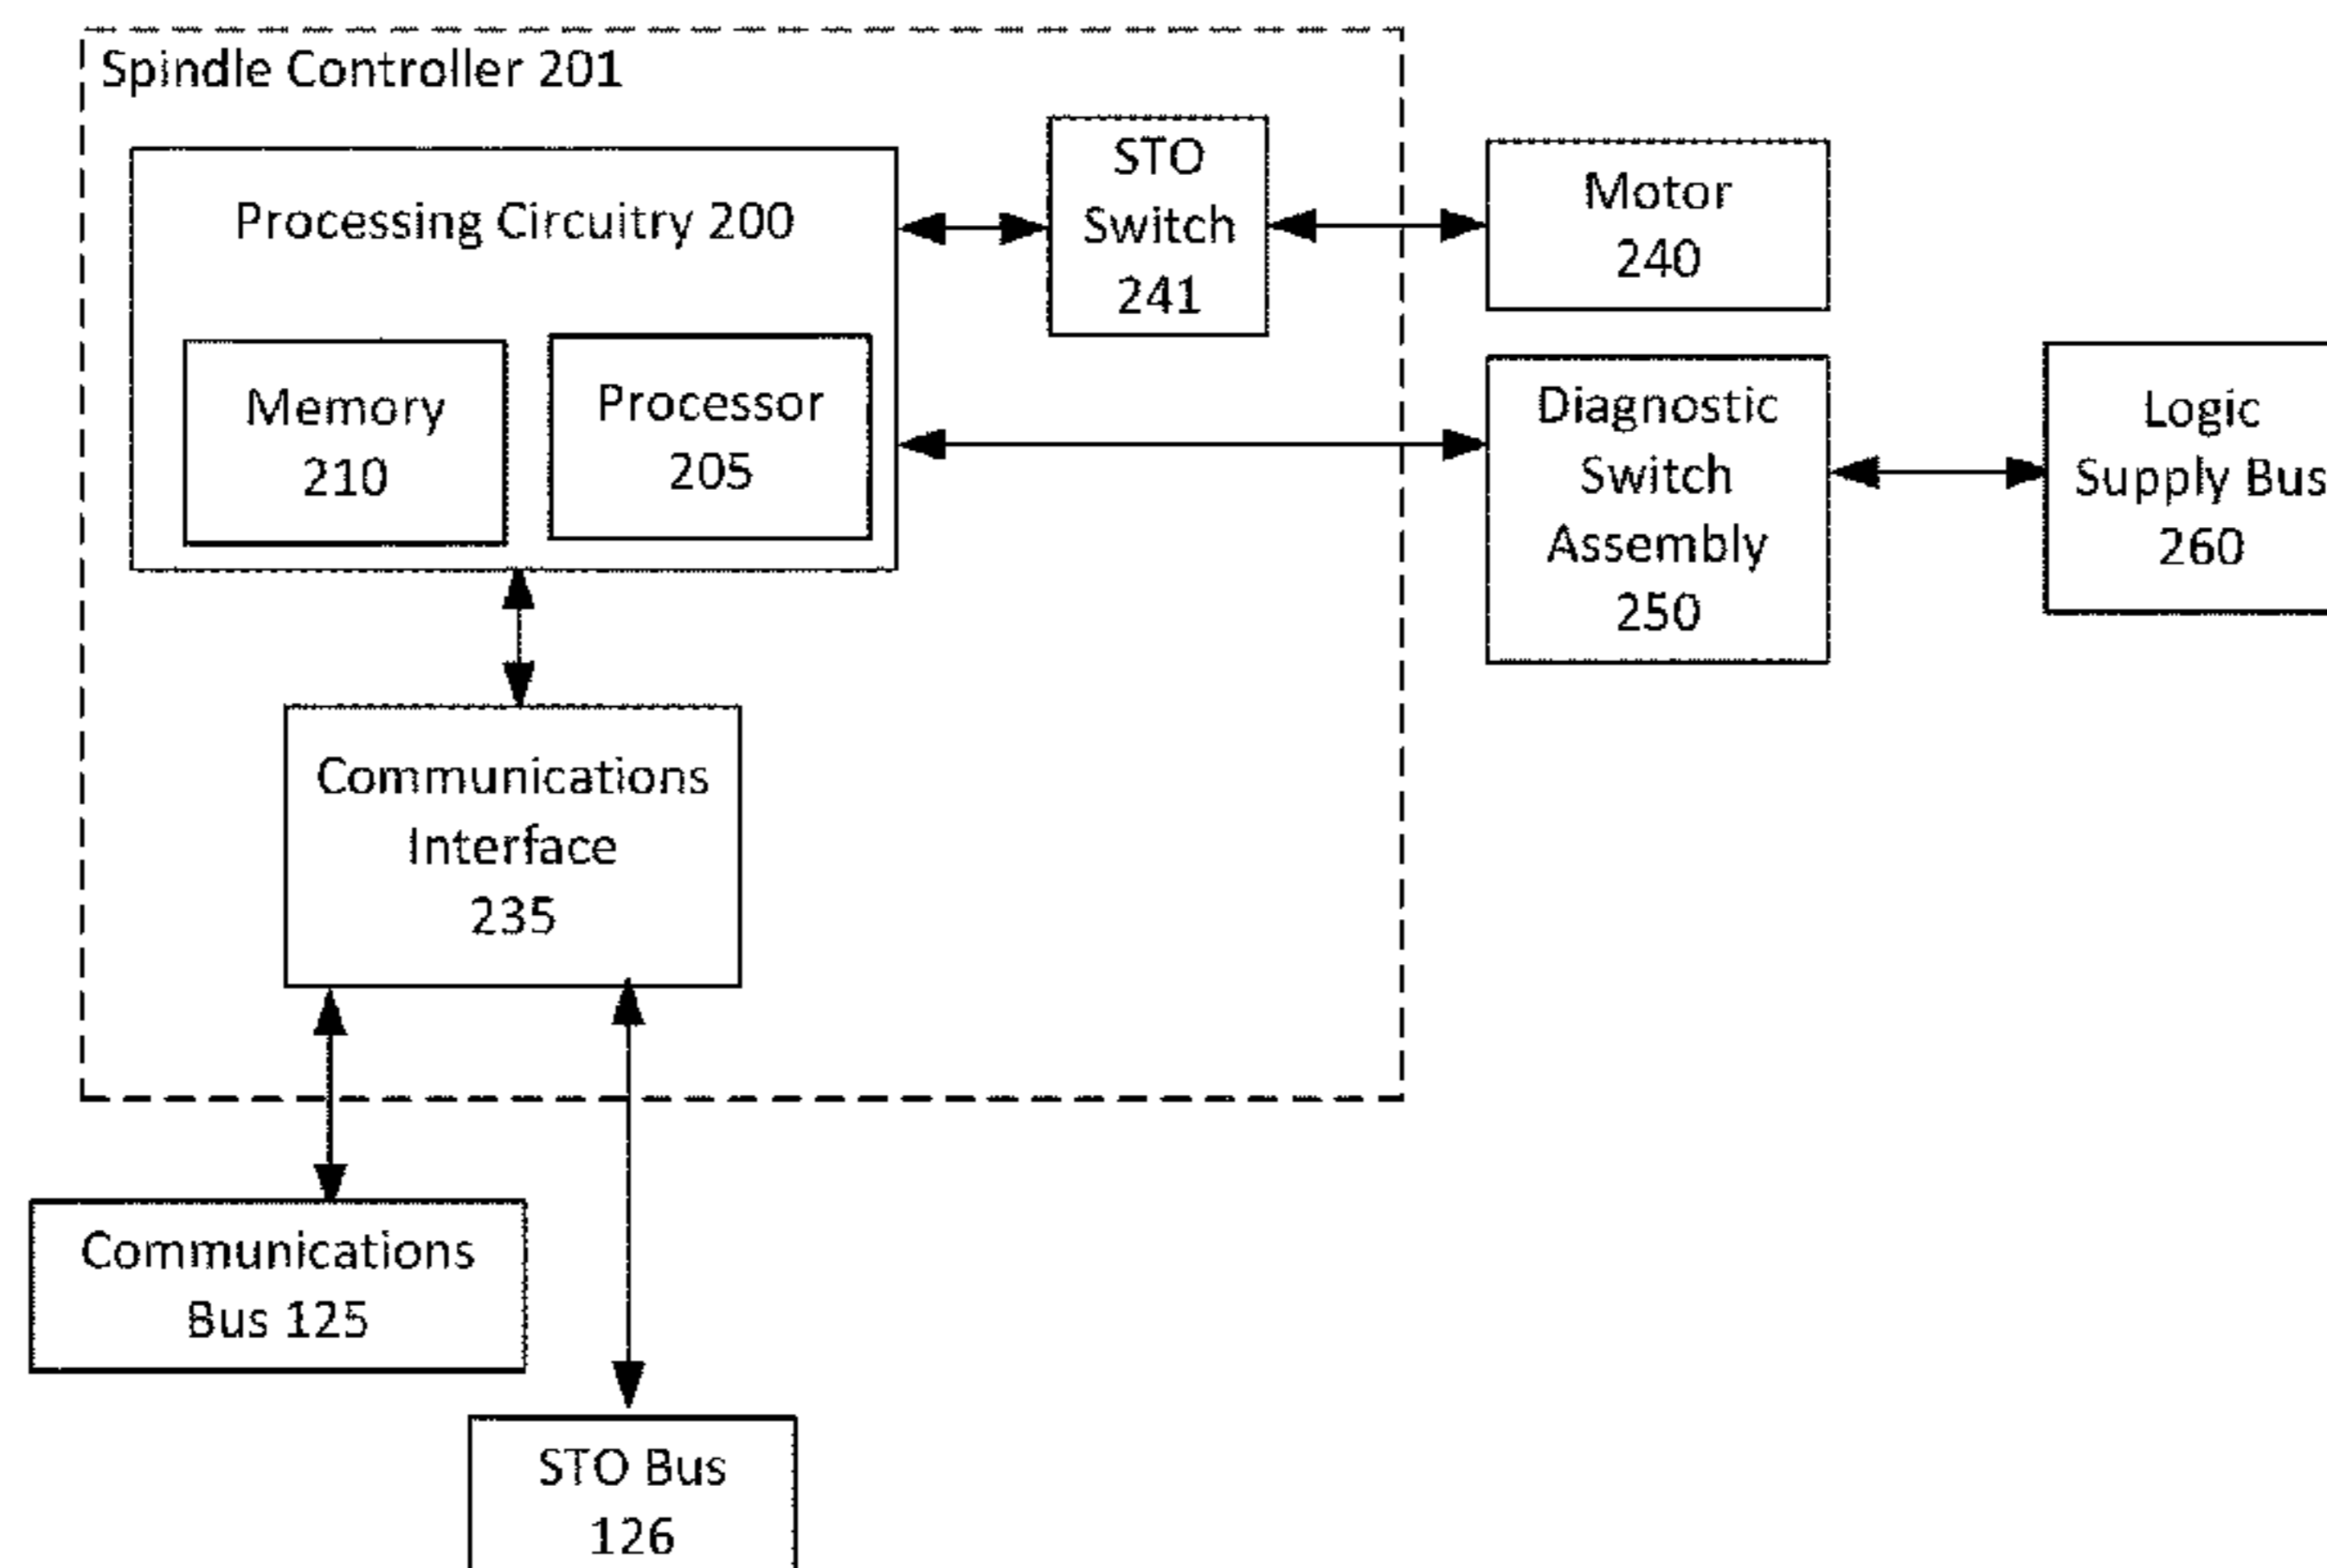 Spindle Controller 201
Processing Circuitry 200
Memory
210
Processor
205
STO
Switch
241
Motor
240
Diagnostic
Switch
Assembly
250
Logic
Supply Bus
260
Communications
Interface
235
Communications
Bus 125
STO Bus
126